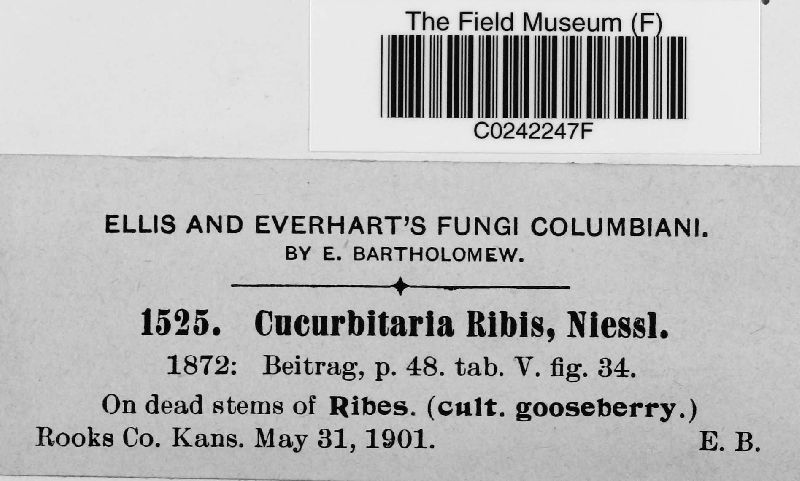 The Field Museum (F)
C0242247F
ELLIS AND EVERHART'S FUNGI COLUMBIANI.
BY E. BARTHOLOMEW.
1525. Cucurbitaria Ribis, Niessl.
1872: Beitrag, p. 48. tab. V. fig. 34.
On dead stems of Ribes. (cult. gooseberry.)
Rooks Co. Kans. May 31, 1901. E. B.